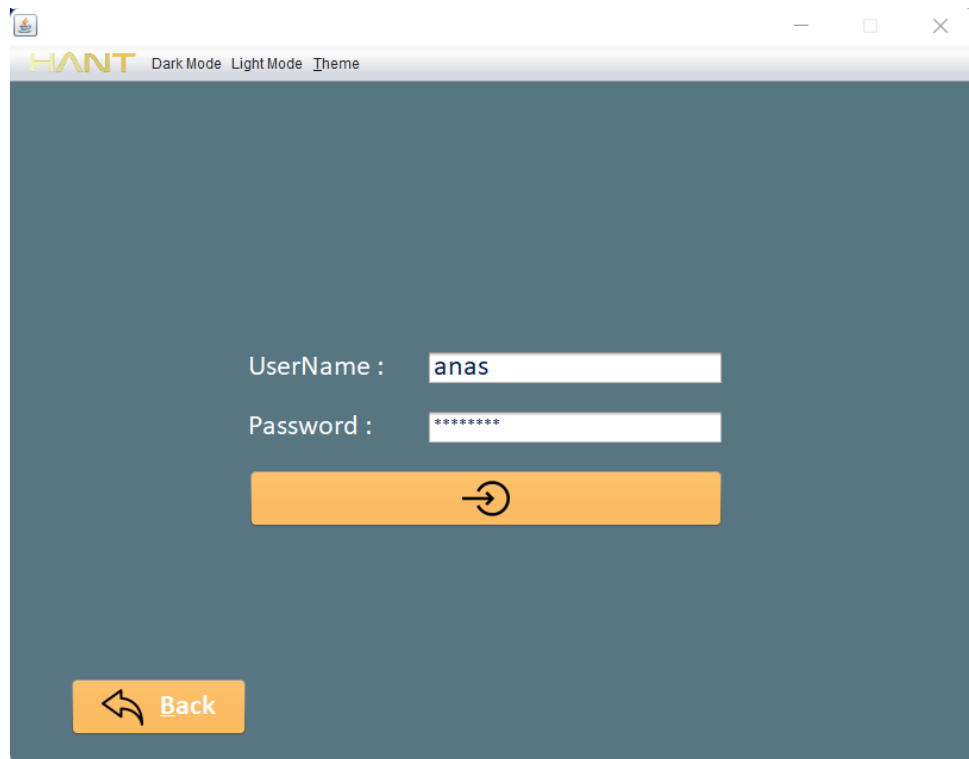 HANT Dark Mode Light Mode Theme
UserName : anas
Password : ********
Back